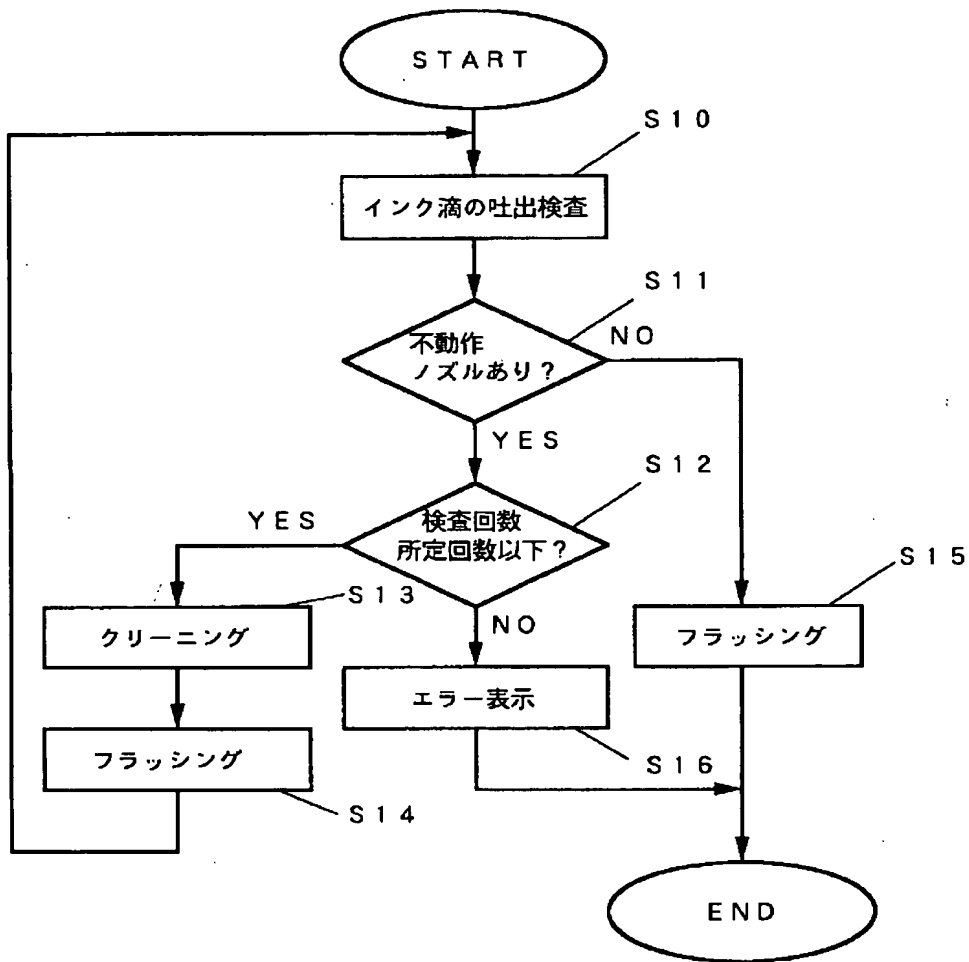 START
S10
インク滴の吐出検査
S11
不動作
ノズルあり?
NO
YES
S12
検査回数
所定回数以下?
YES
S13
NO
S15
クリーニング
フラッシング
エラー表示
フラッシング
S16
S14
END